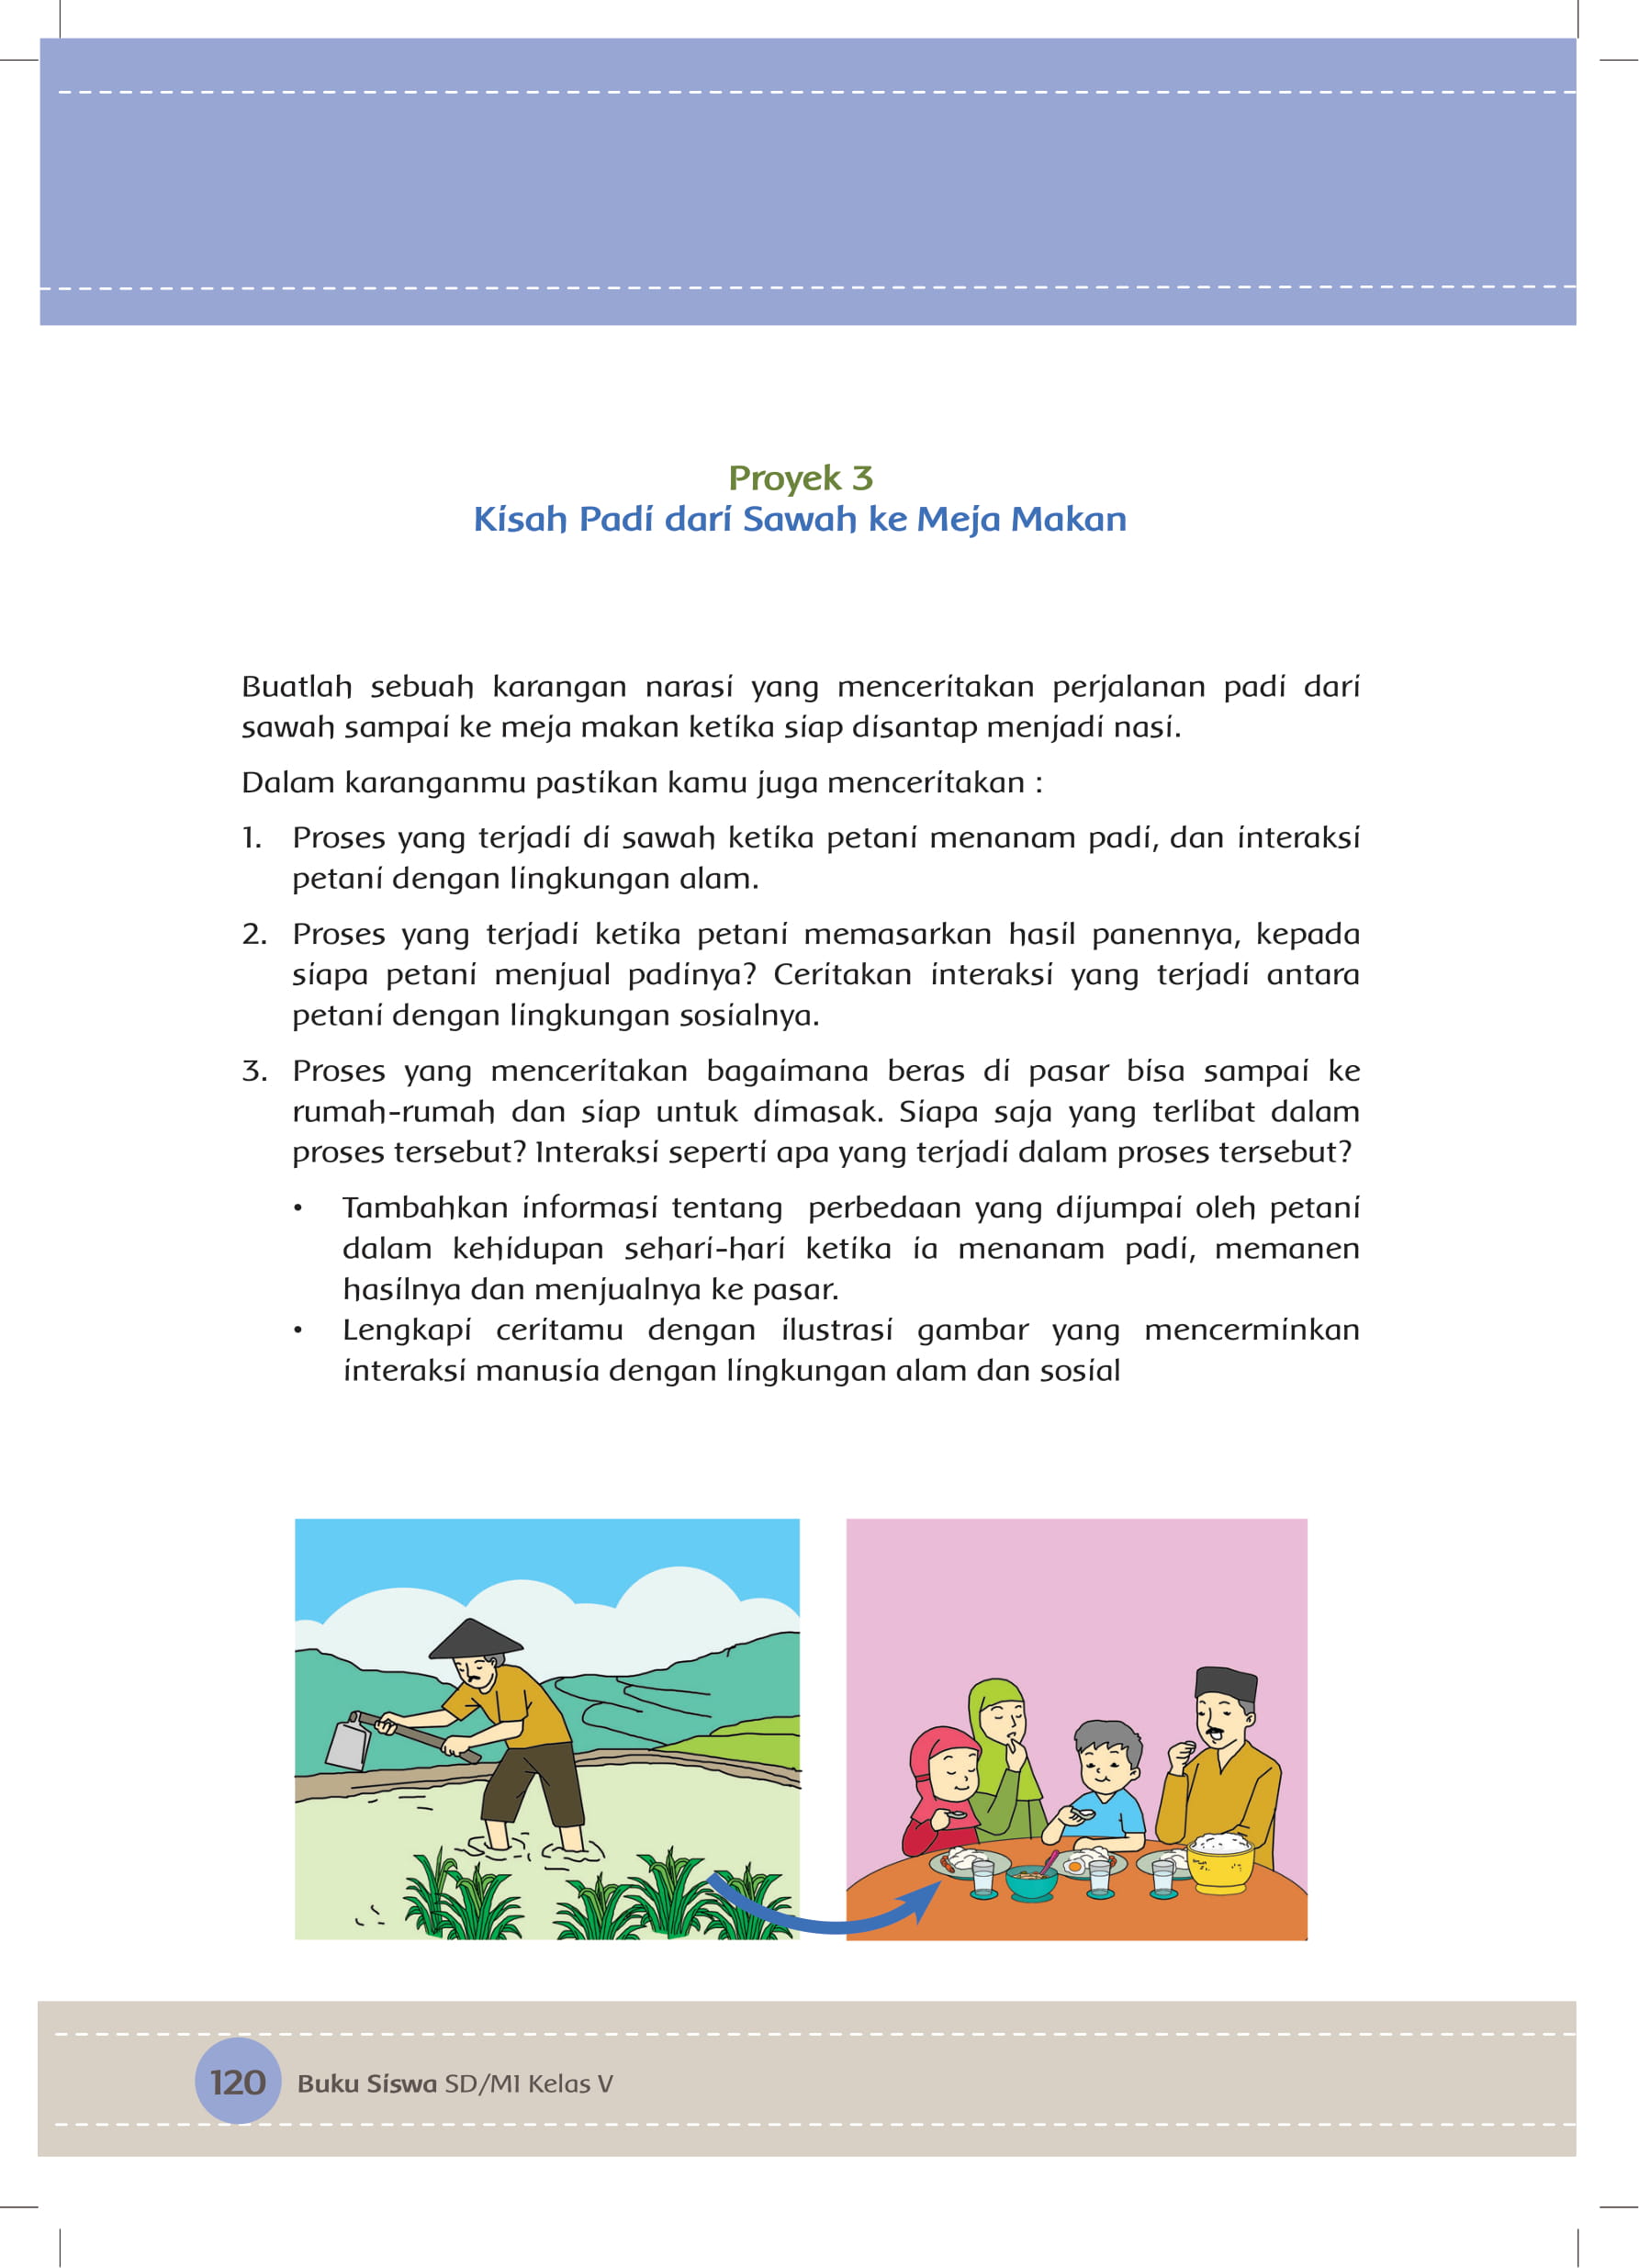 Proyek 3
Kisah Padi dari Sawah ke Meja Makan
Buatlah sebuah karangan narasi yang menceritakan perjalanan padi dari
sawah sampai ke meja makan ketika siap disantap menjadi nasi.
Dalam karanganmu pastikan kamu juga menceritakan :
1. Proses yang terjadi di sawah ketika petani menanam padi, dan interaksi
petani dengan lingkungan alam.
2. Proses yang terjadi ketika petani memasarkan hasil panennya, kepada
siapa petani menjual padinya? Ceritakan interaksi yang terjadi antara
petani dengan lingkungan sosialnya.
3. Proses yang menceritakan bagaimana beras di pasar bisa sampai ke
rumah-rumah dan siap untuk dimasak. Siapa saja yang terlibat dalam
proses tersebut? Interaksi seperti apa yang terjadi dalam proses tersebut?
• Tambahkan informasi tentang perbedaan yang dijumpai oleh petani
dalam kehidupan sehari-hari ketika ia menanam padi, memanen
hasilnya dan menjualnya ke pasar.
• Lengkapi ceritamu dengan ilustrasi gambar yang mencerminkan
interaksi manusia dengan lingkungan alam dan sosial
120 Buku Siswa SD/MI Kelas V